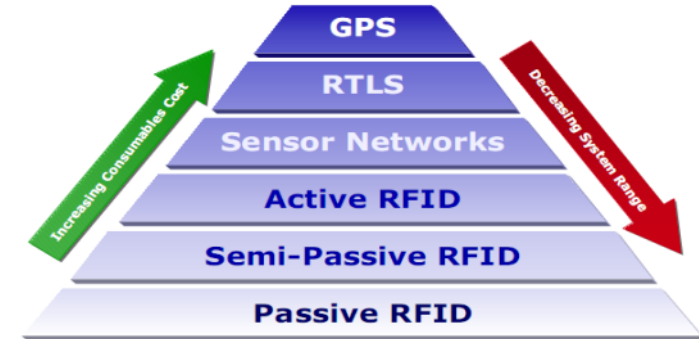 GPS
RTLS
Sensor Networks
Active RFID
Semi-Passive RFID
Passive RFID
Increasing Consumables Cost
Decreasing System Range